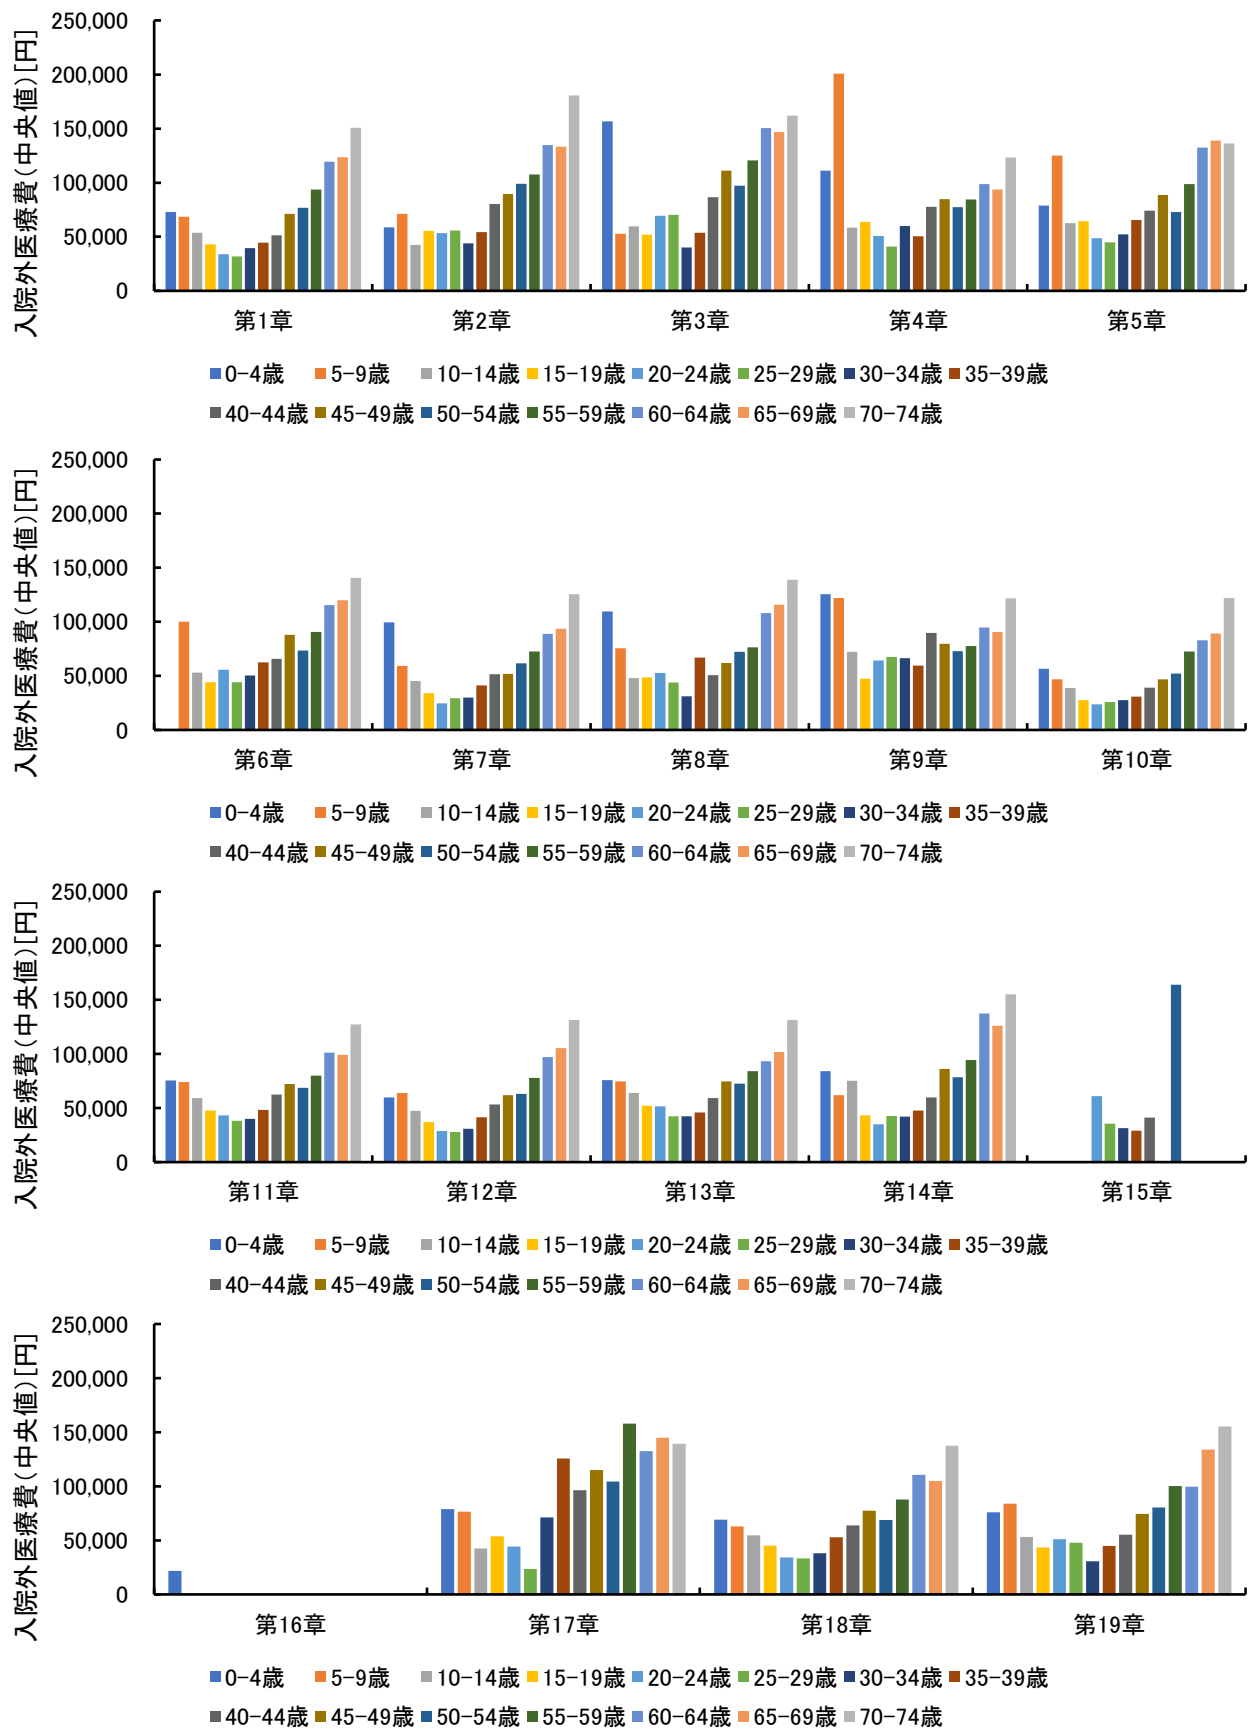 入院外医療費(中央値)[円]
250,000
200,000
150,000
100,000
50,000
0
第1章 第2章 第3章 第4章 第5章
0-4歳 5-9歳 10-14歳 15-19歳 20-24歳 25-29歳 30-34歳 35-39歳
40-44歳 45-49歳 50-54歳 55-59歳 60-64歳 65-69歳 70-74歳
入院外医療費(中央値)[円]
250,000
200,000
150,000
100,000
50,000
0
第6章 第7章 第8章 第9章 第10章
0-4歳 5-9歳 10-14歳 15-19歳 20-24歳 25-29歳 30-34歳 35-39歳
40-44歳 45-49歳 50-54歳 55-59歳 60-64歳 65-69歳 70-74歳
入院外医療費(中央値)[円]
250,000
200,000
150,000
100,000
50,000
0
第11章 第12章 第13章 第14章 第15章
0-4歳 5-9歳 10-14歳 15-19歳 20-24歳 25-29歳 30-34歳 35-39歳
40-44歳 45-49歳 50-54歳 55-59歳 60-64歳 65-69歳 70-74歳
入院外医療費(中央値)[円]
250,000
200,000
150,000
100,000
50,000
0
第16章 第17章 第18章 第19章
0-4歳 5-9歳 10-14歳 15-19歳 20-24歳 25-29歳 30-34歳 35-39歳
40-44歳 45-49歳 50-54歳 55-59歳 60-64歳 65-69歳 70-74歳